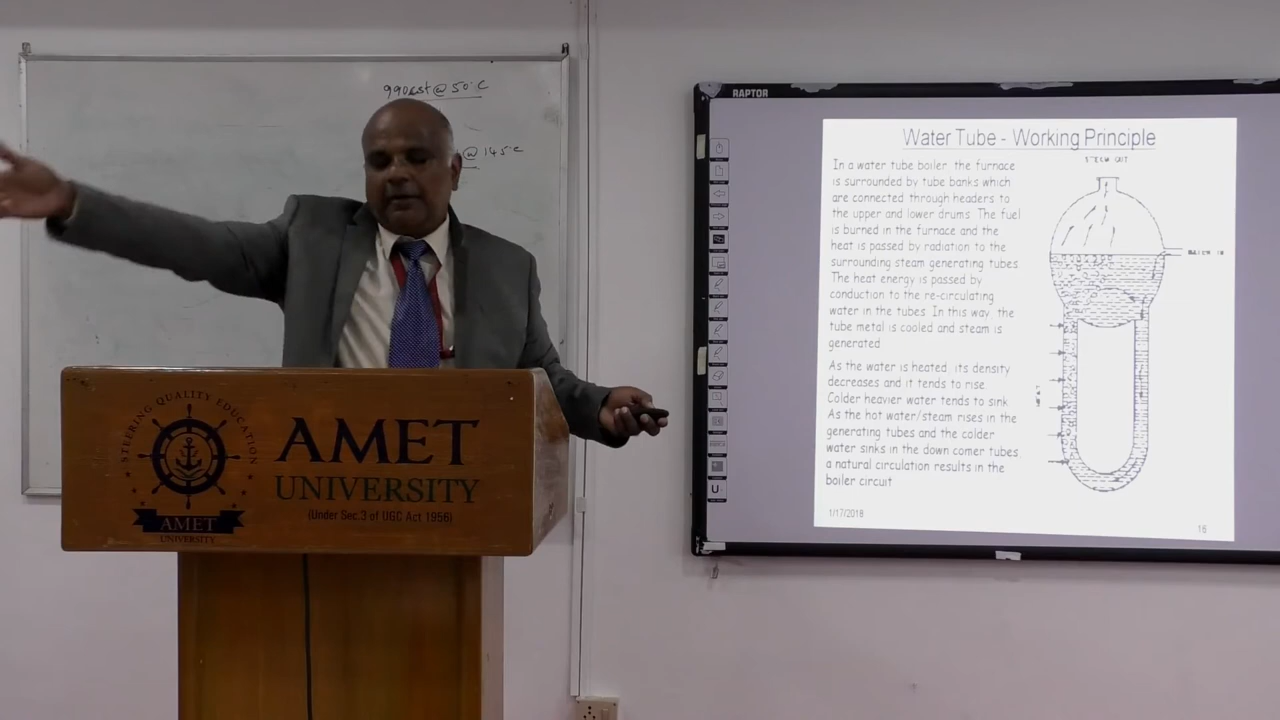 990cst@50°C
@ 145°C
RAPTOR
Water Tube - Working Principle
In a water tube boiler the furnace
is surrounded by tube banks which
are connected through headers to
the upper and lower drums The fuel
is burned in the furnace and the
heat is passed by radiation to the
surrounding steam generating tubes
The heat energy is passed by
conduction to the re-circulating
water in the tubes In this way the
tube metal is cooled and steam is
generated
As the water is heated its density
decreases and it tends to rise
Colder heavier water tends to sink
As the hot water/steam rises in the
generating tubes and the colder
water sinks in the down comer tubes
a natural circulation results in the
boiler circuit
STEAM OUT
HEAT
1/17/2018
16
STEERING QUALITY EDUCATION
AMET
UNIVERSITY
AMET
UNIVERSITY
(Under Sec.3 of UGC Act 1956)